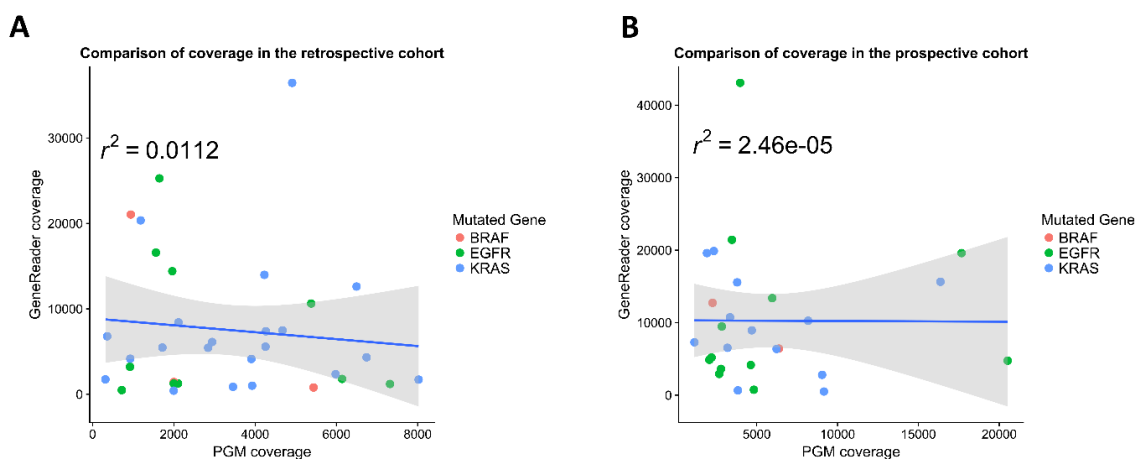 A
Comparison of coverage in the retrospective cohort
r² = 0.0112
30000
20000
10000
0
GeneReader coverage
0 2000 4000 6000 8000
PGM coverage
Mutated Gene
BRAF
EGFR
KRAS
B
Comparison of coverage in the prospective cohort
r² = 2.46e-05
40000
30000
20000
10000
0
GeneReader coverage
5000 10000 15000 20000
PGM coverage
Mutated Gene
BRAF
EGFR
KRAS